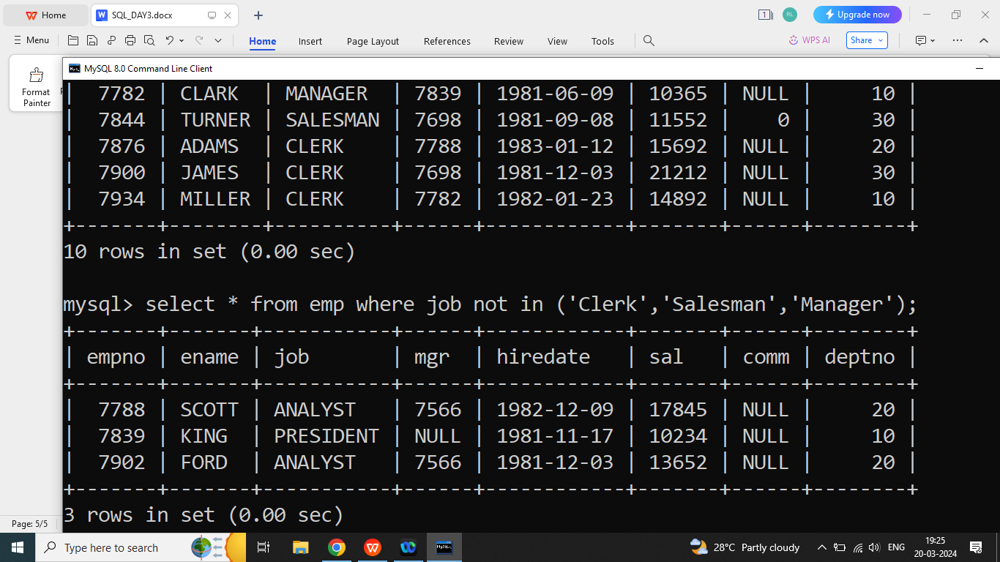 Home SQL_DAY3.docx + 1 RL Upgrade now
Menu Home Insert Page Layout References Review View Tools WPS AI Share
Format
Painter
MySQL 8.0 Command Line Client
|  7782 | CLARK  | MANAGER  | 7839 | 1981-06-09 | 10365 | NULL |     10 |
|  7844 | TURNER | SALESMAN | 7698 | 1981-09-08 | 11552 |    0 |     30 |
|  7876 | ADAMS  | CLERK    | 7788 | 1983-01-12 | 15692 | NULL |     20 |
|  7900 | JAMES  | CLERK    | 7698 | 1981-12-03 | 21212 | NULL |     30 |
|  7934 | MILLER | CLERK    | 7782 | 1982-01-23 | 14892 | NULL |     10 |
+-------+--------+----------+------+------------+-------+------+--------+
10 rows in set (0.00 sec)
mysql> select * from emp where job not in ('Clerk','Salesman','Manager');
+-------+-------+-----------+------+------------+-------+------+--------+
| empno | ename | job       | mgr  | hiredate   | sal   | comm | deptno |
+-------+-------+-----------+------+------------+-------+------+--------+
|  7788 | SCOTT | ANALYST   | 7566 | 1982-12-09 | 17845 | NULL |     20 |
|  7839 | KING  | PRESIDENT | NULL | 1981-11-17 | 10234 | NULL |     10 |
|  7902 | FORD  | ANALYST   | 7566 | 1981-12-03 | 13652 | NULL |     20 |
+-------+-------+-----------+------+------------+-------+------+--------+
3 rows in set (0.00 sec)
Page: 5/5
Type here to search 28°C Partly cloudy ENG 19:25
20-03-2024